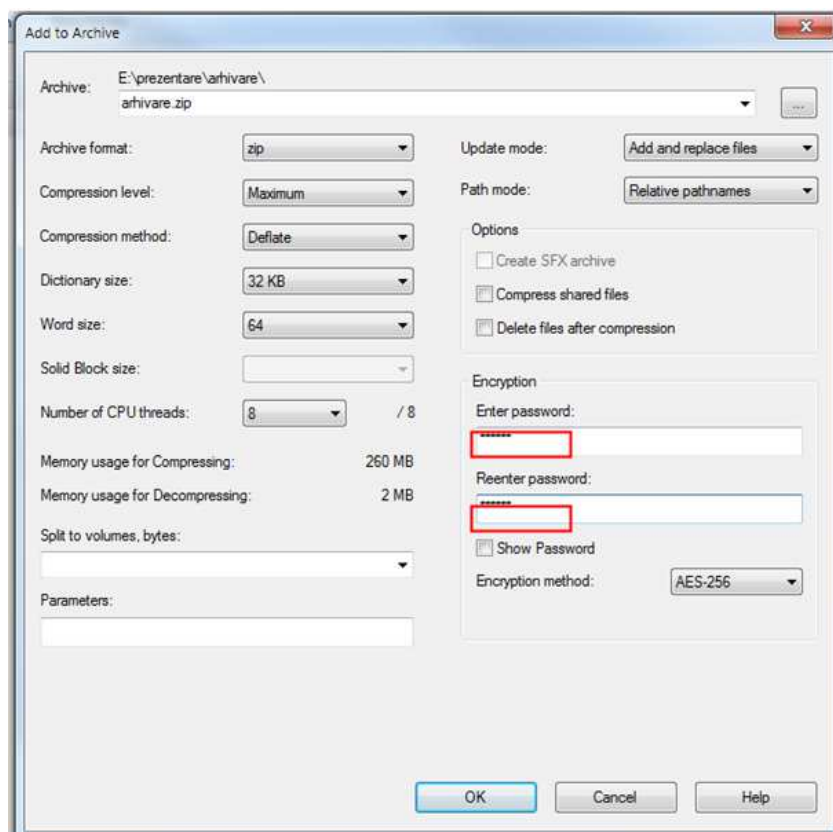 Add to Archive
Archive:
E:\prezentare\arhivare\
arhivare.zip
...
Archive format:
zip
Compression level:
Maximum
Compression method:
Deflate
Dictionary size:
32 KB
Word size:
64
Solid Block size:
Number of CPU threads:
8
/ 8
Memory usage for Compressing:
260 MB
Memory usage for Decompressing:
2 MB
Split to volumes, bytes:
Parameters:
Update mode:
Add and replace files
Path mode:
Relative pathnames
Options
Create SFX archive
Compress shared files
Delete files after compression
Encryption
Enter password:
Reenter password:
Show Password
Encryption method:
AES-256
OK
Cancel
Help